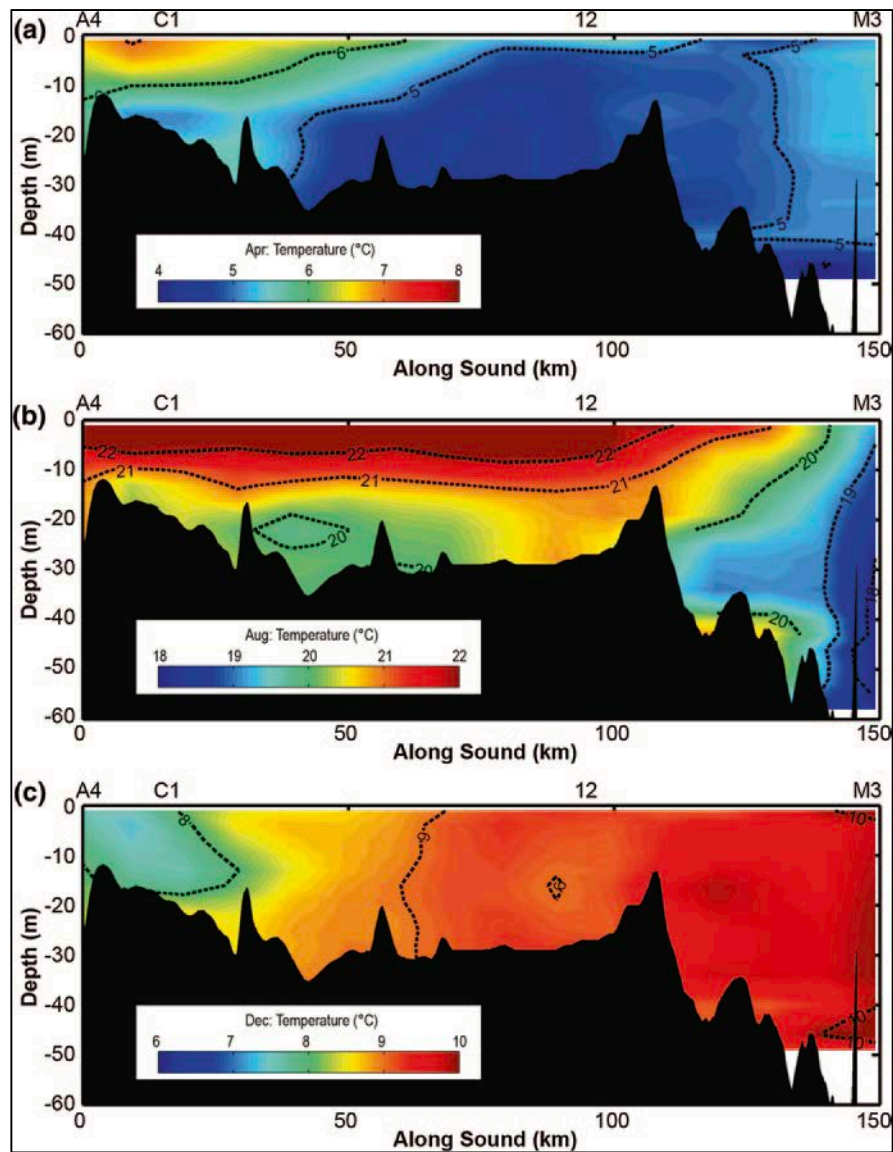 A4 C1 12 M3
(a)
0
-10
-20
-30
-40
-50
-60
Depth (m)
6
5
5
5
5
Apr: Temperature (°C)
4 5 6 7 8
0 50 100 150
Along Sound (km)
A4 C1 12 M3
(b)
0
-10
-20
-30
-40
-50
-60
Depth (m)
22
22
21
21
20
20
20
20
19
18
Aug: Temperature (°C)
18 19 20 21 22
0 50 100 150
Along Sound (km)
A4 C1 12 M3
(c)
0
-10
-20
-30
-40
-50
-60
Depth (m)
8
9
10
10
10
Dec: Temperature (°C)
6 7 8 9 10
0 50 100 150
Along Sound (km)